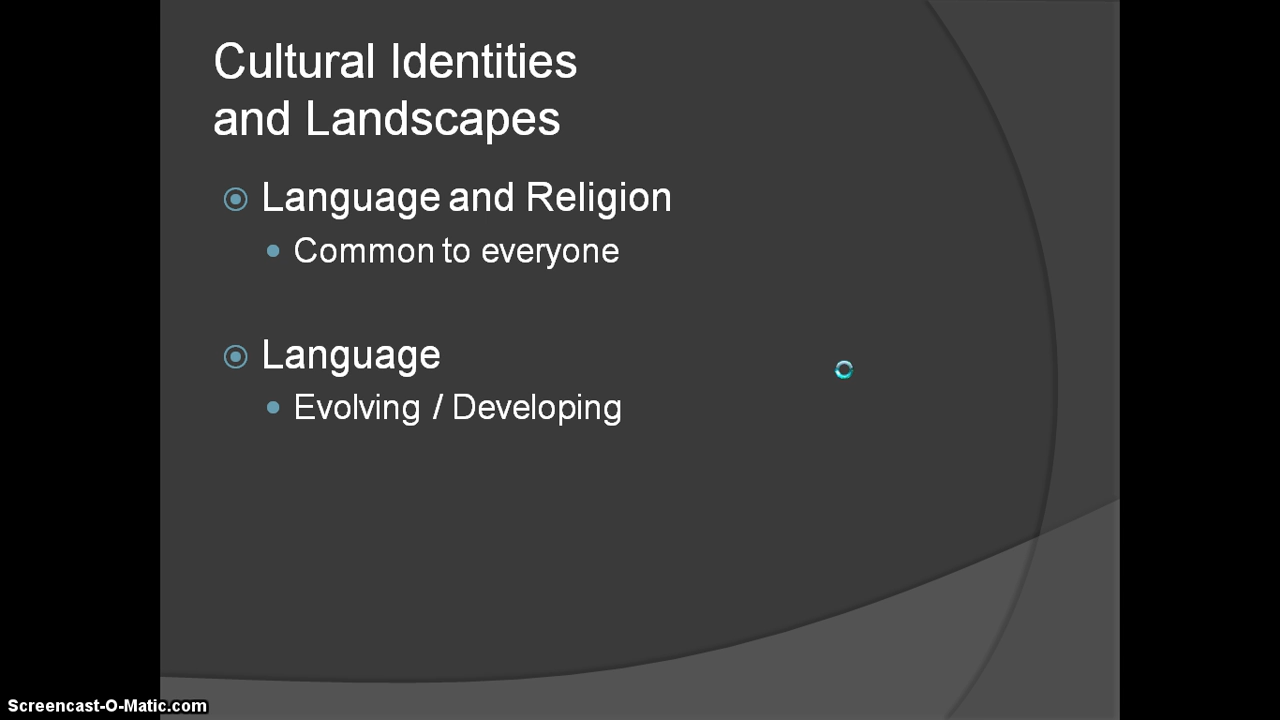 Cultural Identities
and Landscapes
Language and Religion
Common to everyone
Language
Evolving / Developing
Screencast-O-Matic.com